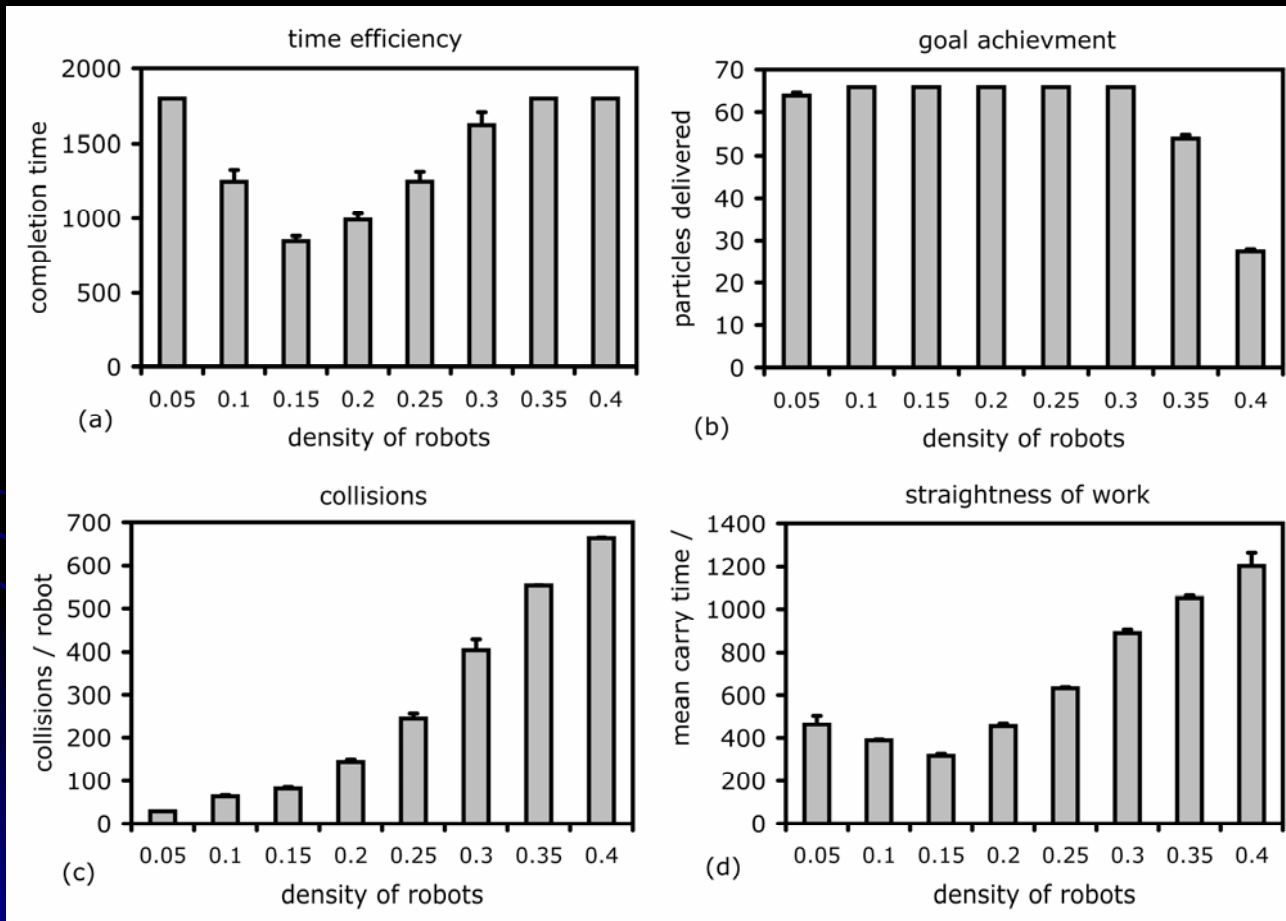 time efficiency
completion time
2000
1500
1000
500
0
0.05 0.1 0.15 0.2 0.25 0.3 0.35 0.4
(a)
density of robots
goal achievment
particles delivered
70
60
50
40
30
20
10
0
0.05 0.1 0.15 0.2 0.25 0.3 0.35 0.4
(b)
density of robots
collisions
collisions / robot
700
600
500
400
300
200
100
0
0.05 0.1 0.15 0.2 0.25 0.3 0.35 0.4
(c)
density of robots
straightness of work
mean carry time /
1400
1200
1000
800
600
400
200
0
0.05 0.1 0.15 0.2 0.25 0.3 0.35 0.4
(d)
density of robots